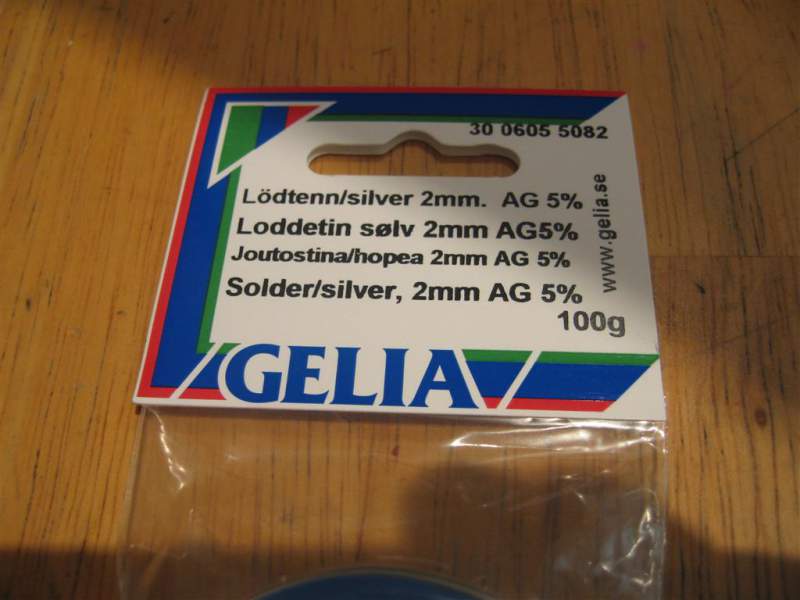 30 0605 5082
Lödtenn/silver 2mm. AG 5%
Loddetin sølv 2mm AG5%
Joutostina/hopea 2mm AG 5%
Solder/silver, 2mm AG 5%
100g
www.gelia.se
GELIA